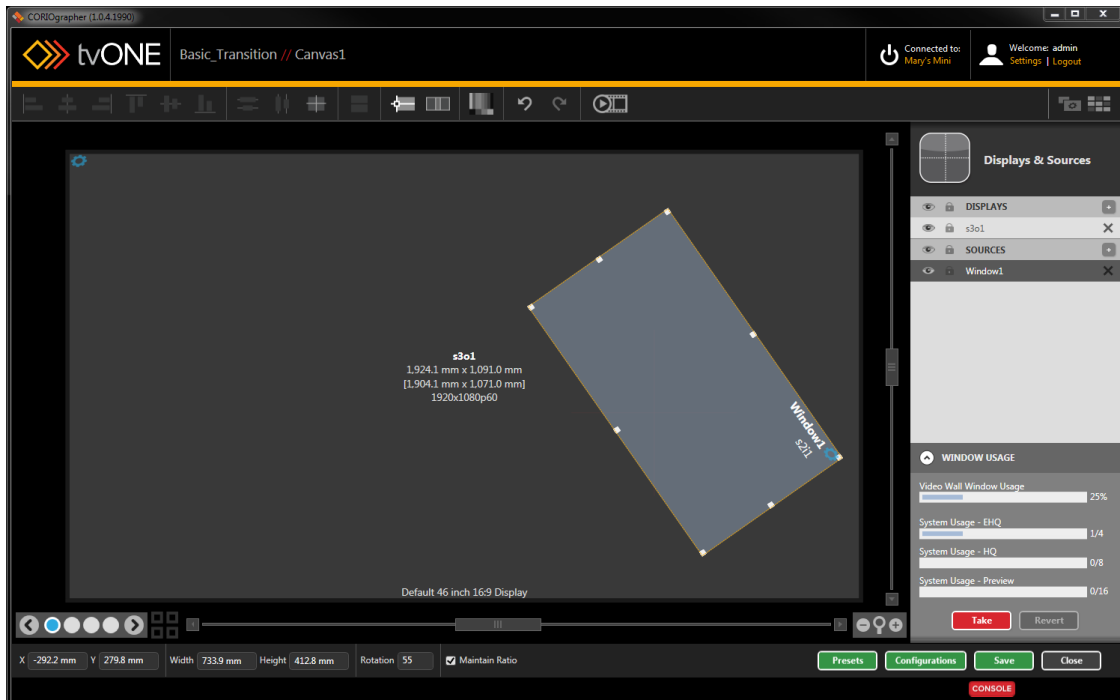 CORIOgrapher (1.0.4.1990)
tvONE
Basic_Transition // Canvas1
Connected to:
Mary's Mini
Welcome: admin
Settings | Logout
Displays & Sources
DISPLAYS
s3o1
SOURCES
Window1
s3o1
1,924.1 mm x 1,091.0 mm
[1,904.1 mm x 1,071.0 mm]
1920x1080p60
Window1
s2i1
Default 46 inch 16:9 Display
WINDOW USAGE
Video Wall Window Usage
25%
System Usage - EHQ
1/4
System Usage - HQ
0/8
System Usage - Preview
0/16
Take
Revert
X -292.2 mm Y 279.8 mm Width 733.9 mm Height 412.8 mm Rotation 55 Maintain Ratio
Presets
Configurations
Save
Close
CONSOLE